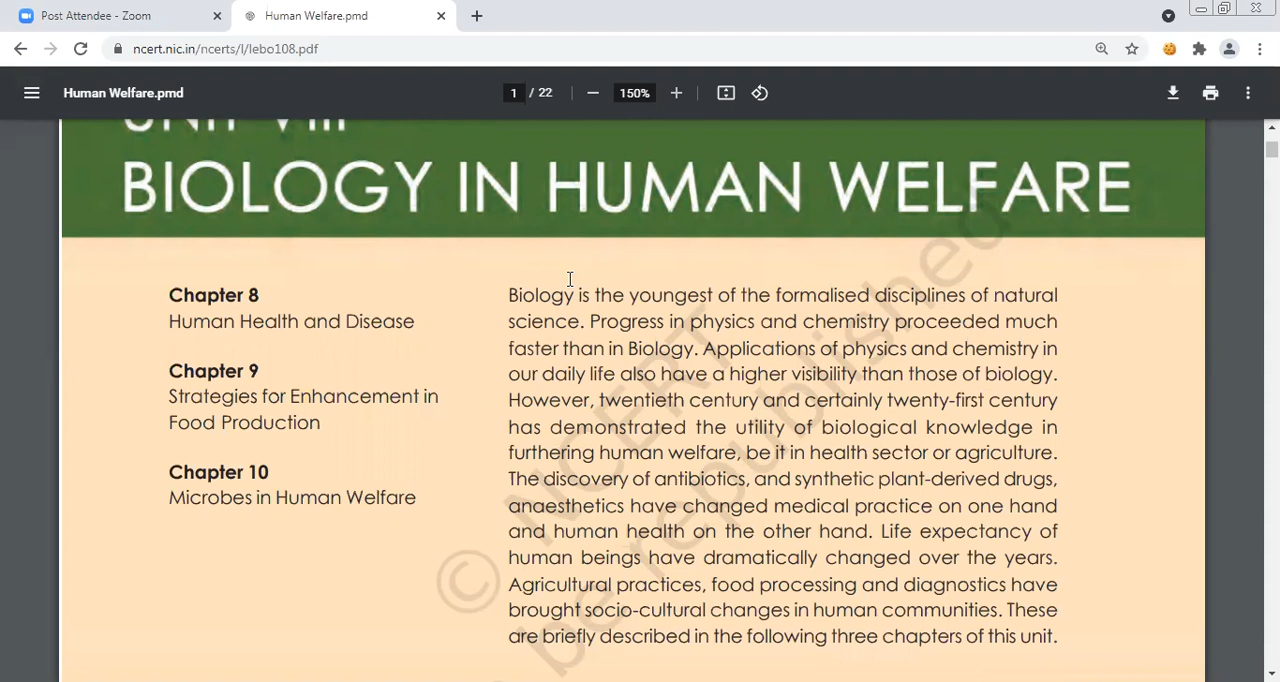 Post Attendee - Zoom
Human Welfare.pmd
ncert.nic.in/ncerts/l/lebo108.pdf
Human Welfare.pmd
1 / 22
150%
UNIT VIII
BIOLOGY IN HUMAN WELFARE
Chapter 8
Human Health and Disease
Chapter 9
Strategies for Enhancement in
Food Production
Chapter 10
Microbes in Human Welfare
Biology is the youngest of the formalised disciplines of natural
science. Progress in physics and chemistry proceeded much
faster than in Biology. Applications of physics and chemistry in
our daily life also have a higher visibility than those of biology.
However, twentieth century and certainly twenty-first century
has demonstrated the utility of biological knowledge in
furthering human welfare, be it in health sector or agriculture.
The discovery of antibiotics, and synthetic plant-derived drugs,
anaesthetics have changed medical practice on one hand
and human health on the other hand. Life expectancy of
human beings have dramatically changed over the years.
Agricultural practices, food processing and diagnostics have
brought socio-cultural changes in human communities. These
are briefly described in the following three chapters of this unit.
© NCERT
be republished